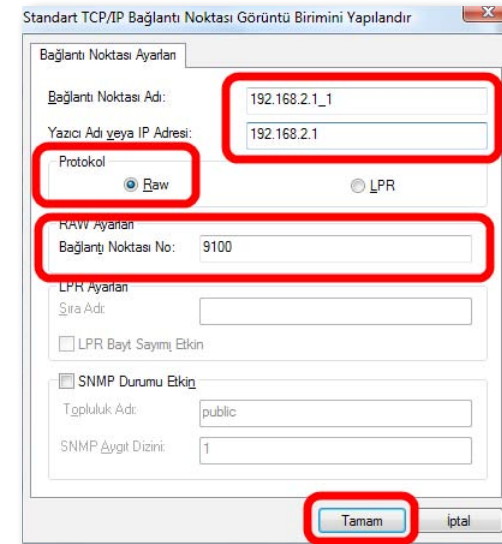 Standart TCP/IP Bağlantı Noktası Görüntü Birimini Yapılandır
Bağlantı Noktası Ayarları
Bağlantı Noktası Adı: 192.168.2.1_1
Yazıcı Adı veya IP Adresi: 192.168.2.1
Protokol
Raw LPR
RAW Ayarları
Bağlantı Noktası No: 9100
LPR Ayarları
Sıra Adı:
LPR Bayt Sayımı Etkin
SNMP Durumu Etkin
Topluluk Adı: public
SNMP Aygıt Dizini: 1
Tamam İptal